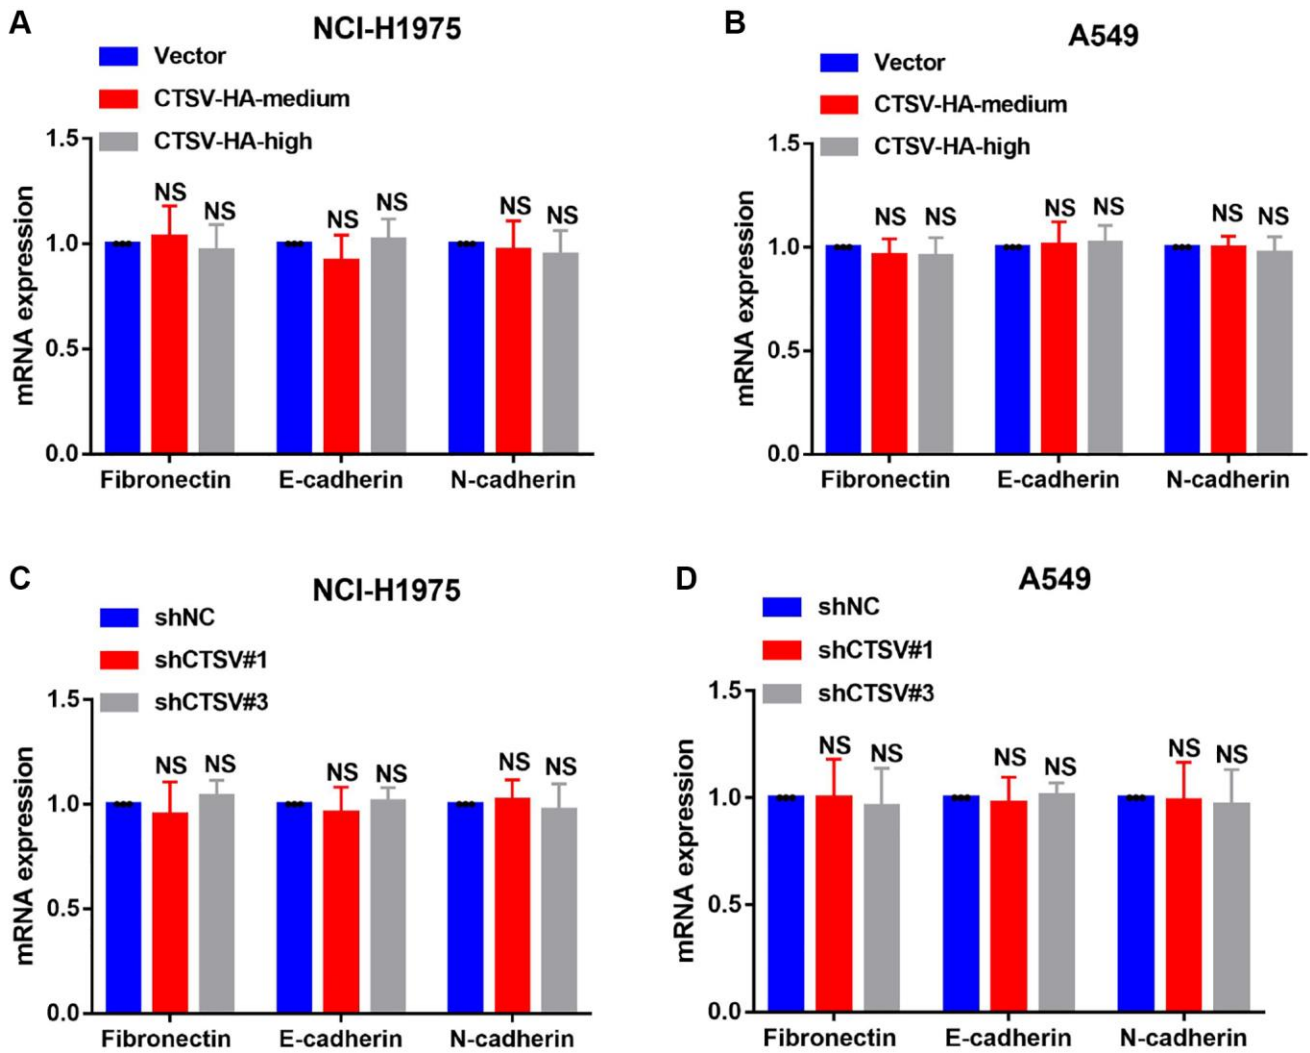 A
NCI-H1975
Vector
CTSV-HA-medium
CTSV-HA-high
mRNA expression
1.5
1.0
0.5
0.0
NS
NS
NS
NS
NS
NS
Fibronectin
E-cadherin
N-cadherin
B
A549
Vector
CTSV-HA-medium
CTSV-HA-high
mRNA expression
1.5
1.0
0.5
0.0
NS
NS
NS
NS
NS
NS
Fibronectin
E-cadherin
N-cadherin
C
NCI-H1975
shNC
shCTSV#1
shCTSV#3
mRNA expression
1.5
1.0
0.5
0.0
NS
NS
NS
NS
NS
NS
Fibronectin
E-cadherin
N-cadherin
D
A549
shNC
shCTSV#1
shCTSV#3
mRNA expression
1.5
1.0
0.5
0.0
NS
NS
NS
NS
NS
NS
Fibronectin
E-cadherin
N-cadherin